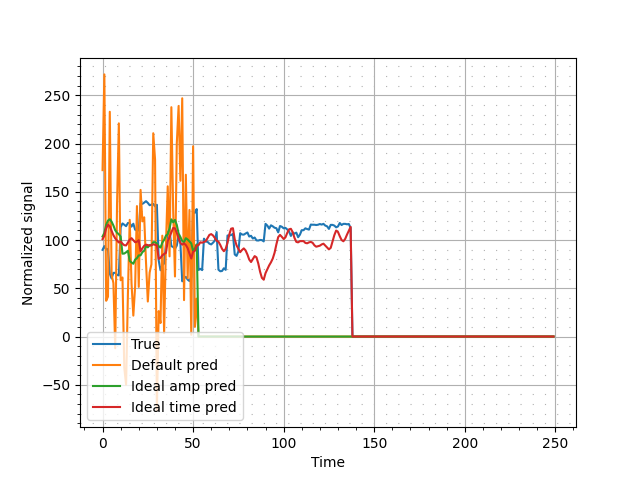 250
200
150
100
50
0
−50
Normalized signal
True
Default pred
Ideal amp pred
Ideal time pred
0 50 100 150 200 250
Time